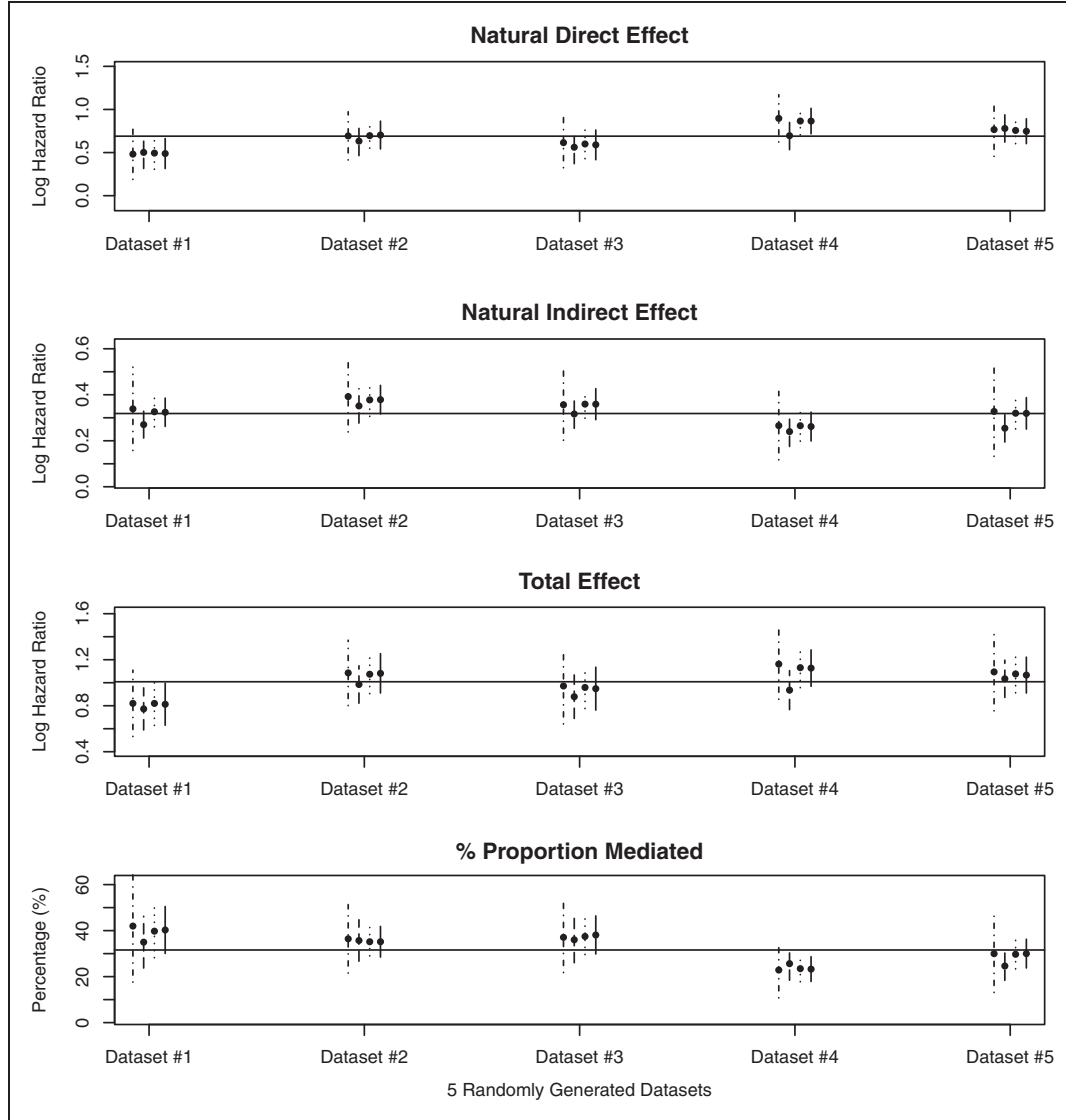 Natural Direct Effect
Log Hazard Ratio
1.5
1.0
0.5
0.0
Dataset #1
Dataset #2
Dataset #3
Dataset #4
Dataset #5
Natural Indirect Effect
Log Hazard Ratio
0.6
0.4
0.2
0.0
Dataset #1
Dataset #2
Dataset #3
Dataset #4
Dataset #5
Total Effect
Log Hazard Ratio
1.6
1.2
0.8
0.4
Dataset #1
Dataset #2
Dataset #3
Dataset #4
Dataset #5
% Proportion Mediated
Percentage (%)
60
40
20
0
Dataset #1
Dataset #2
Dataset #3
Dataset #4
Dataset #5
5 Randomly Generated Datasets